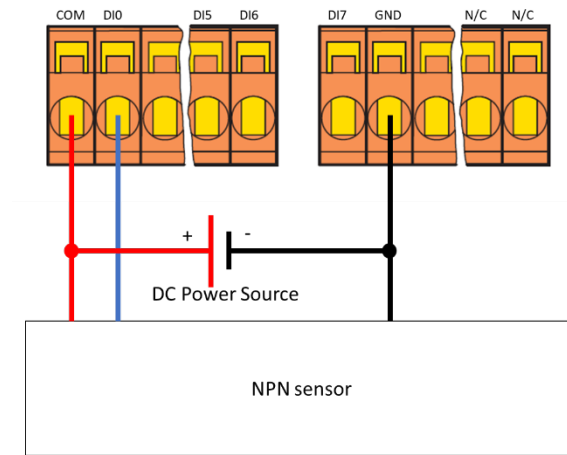 COM DI0 DI5 DI6 DI7 GND N/C N/C
+ -
DC Power Source
NPN sensor